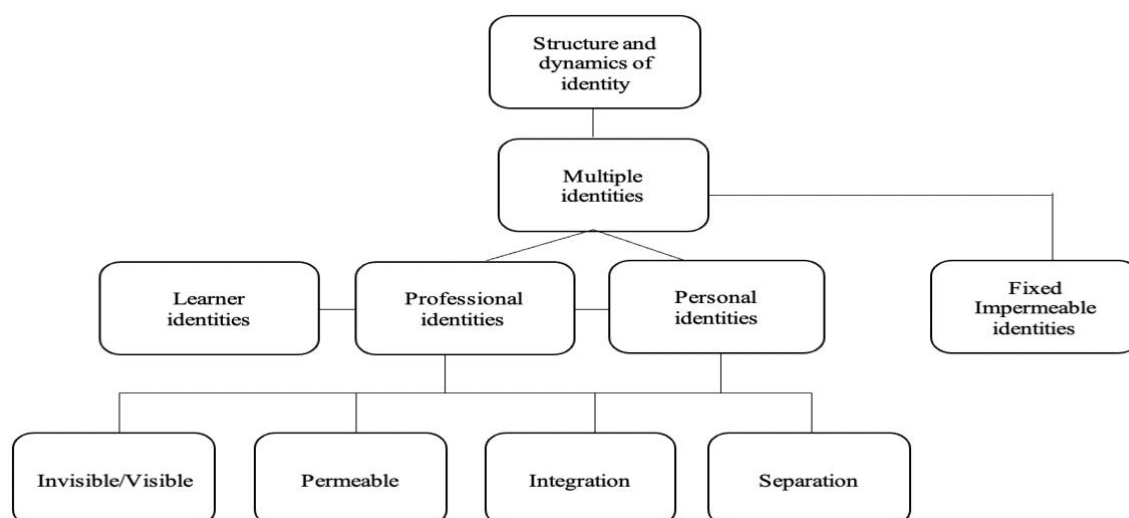 Structure and
dynamics of
identity
Multiple
identities
Learner
identities
Professional
identities
Personal
identities
Fixed
Impermeable
identities
Invisible/Visible
Permeable
Integration
Separation